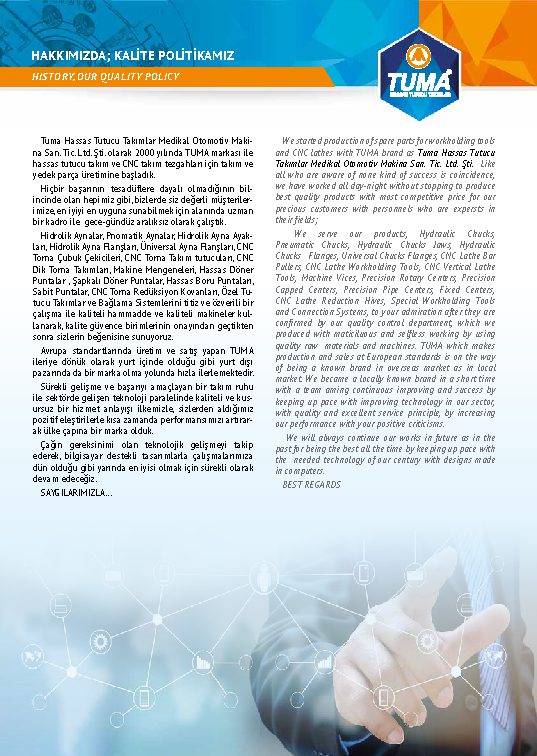 HAKKIMIZDA; KALİTE POLİTİKAMIZ
HISTORY, OUR QUALITY POLICY
TUMA
Tuma Hassas Tutucu Takımlar Medikal Otomotiv Maki-
na San. Tic. Ltd. Şti. olarak 2000 yılında TUMA markası ile
hassas tutucu takım ve CNC takım tezgahları için takım ve
yedek parça üretimine başladık.
Hiçbir başarının tesadüflere dayalı olmadığının bil-
incinde olan hepimiz gibi, bizlerde siz değerli müşteriler-
imize, en iyiyi en uyguna sunabilmek için alanında uzman
bir kadro ile gece-gündüz aralıksız olarak çalıştık.
Hidrolik Aynalar, Pnomatik Aynalar, Hidrolik Ayna Ayak-
ları, Hidrolik Ayna Flanşları, Üniversal Ayna Flanşları, CNC
Torna Çubuk Çekicileri, CNC Torna Takım tutucuları, CNC
Dik Torna Takımları, Makine Mengeneleri, Hassas Döner
Puntalar , Şapkalı Döner Puntalar, Hassas Boru Puntaları,
Sabit Puntalar, CNC Torna Redüksiyon Kovanları, Özel Tu-
tucu Takımlar ve Bağlama Sistemlerini titiz ve özverili bir
çalışma ile kaliteli hammadde ve kaliteli makineler kul-
lanarak, kalite güvence birimlerinin onayından geçtikten
sonra sizlerin beğenisine sunuyoruz.
Avrupa standartlarında üretim ve satış yapan TUMA
ileriye dönük olarak yurt içinde olduğu gibi yurt dışı
pazarında da bir marka olma yolunda hızla ilerlemektedir.
Sürekli gelişme ve başarıyı amaçlayan bir takım ruhu
ile sektörde gelişen teknoloji paralelinde kaliteli ve kus-
ursuz bir hizmet anlayışı ilkemizle, sizlerden aldığımız
pozitif eleştirilerle kısa zamanda performansımızı artırar-
ak ülke çapına bir marka olduk.
Çağın gereksinimi olan teknolojik gelişmeyi takip
ederek, bilgisayar destekli tasarımlarla çalışmalarımıza
dün olduğu gibi yarında en iyisi olmak için sürekli olarak
devam edeceğiz.
SAYGILARIMIZLA...
We started production of spare parts for workholding tools
and CNC lathes with TUMA brand as Tuma Hassas Tutucu
Takımlar Medikal Otomotiv Makina San. Tic. Ltd. Şti. Like
all who are aware of none kind of success is coincidence,
we have worked all day-night without stopping to produce
best quality products with most competitive price for our
precious customers with personnels who are expersts in
their fields;
We serve our products, Hydraulic Chucks,
Pneumatic Chucks, Hydraulic Chucks Jaws, Hydraulic
Chucks Flanges, Universal Chucks Flanges, CNC Lathe Bar
Pullers, CNC Lathe Workholding Tools, CNC Vertical Lathe
Tools, Machine Vices, Precision Rotary Centers, Precision
Capped Centers, Precision Pipe Centers, Fixed Centers,
CNC Lathe Reduction Hives, Special Workholding Tools
and Connection Systems, to your admiration after they are
confirmed by our quality control department, which we
produced with maticulous and selfless working by using
quality raw materials and machines. TUMA which makes
production and sales at European standards is on the way
of being a known brand in overseas market as in local
market. We became a locally known brand in a short time
with a team aiming continuous improving and success by
keeping up pace with improving technology in our sector,
with quality and excellent service principle, by increasing
our performance with your positive criticisms.
We will always continue our works in future as in the
past for being the best all the time by keeping up pace with
the needed technology of our century with designs made
in computers.
BEST REGARDS